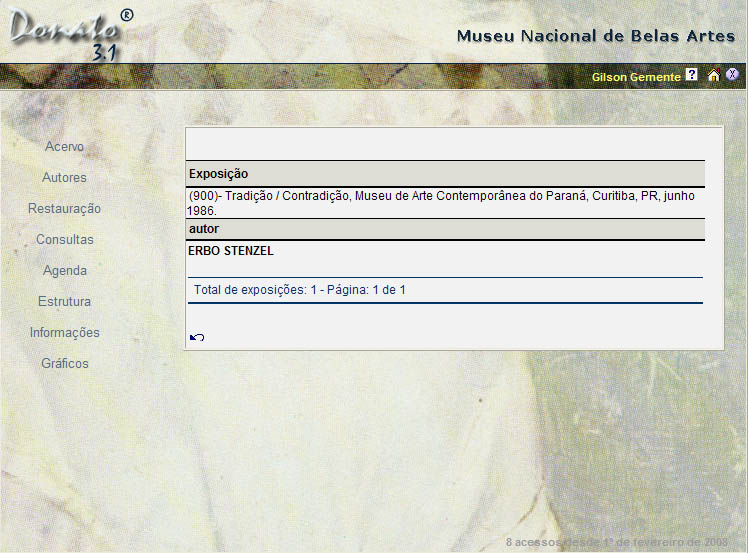 Donato ®
3.1
Museu Nacional de Belas Artes
Gilson Gemente ? X
Acervo
Autores
Restauração
Consultas
Agenda
Estrutura
Informações
Gráficos
Exposição
(900)- Tradição / Contradição, Museu de Arte Contemporânea do Paraná, Curitiba, PR, junho
1986.
autor
ERBO STENZEL
Total de exposições: 1 - Página: 1 de 1
8 acessos desde 1º de fevereiro de 2008